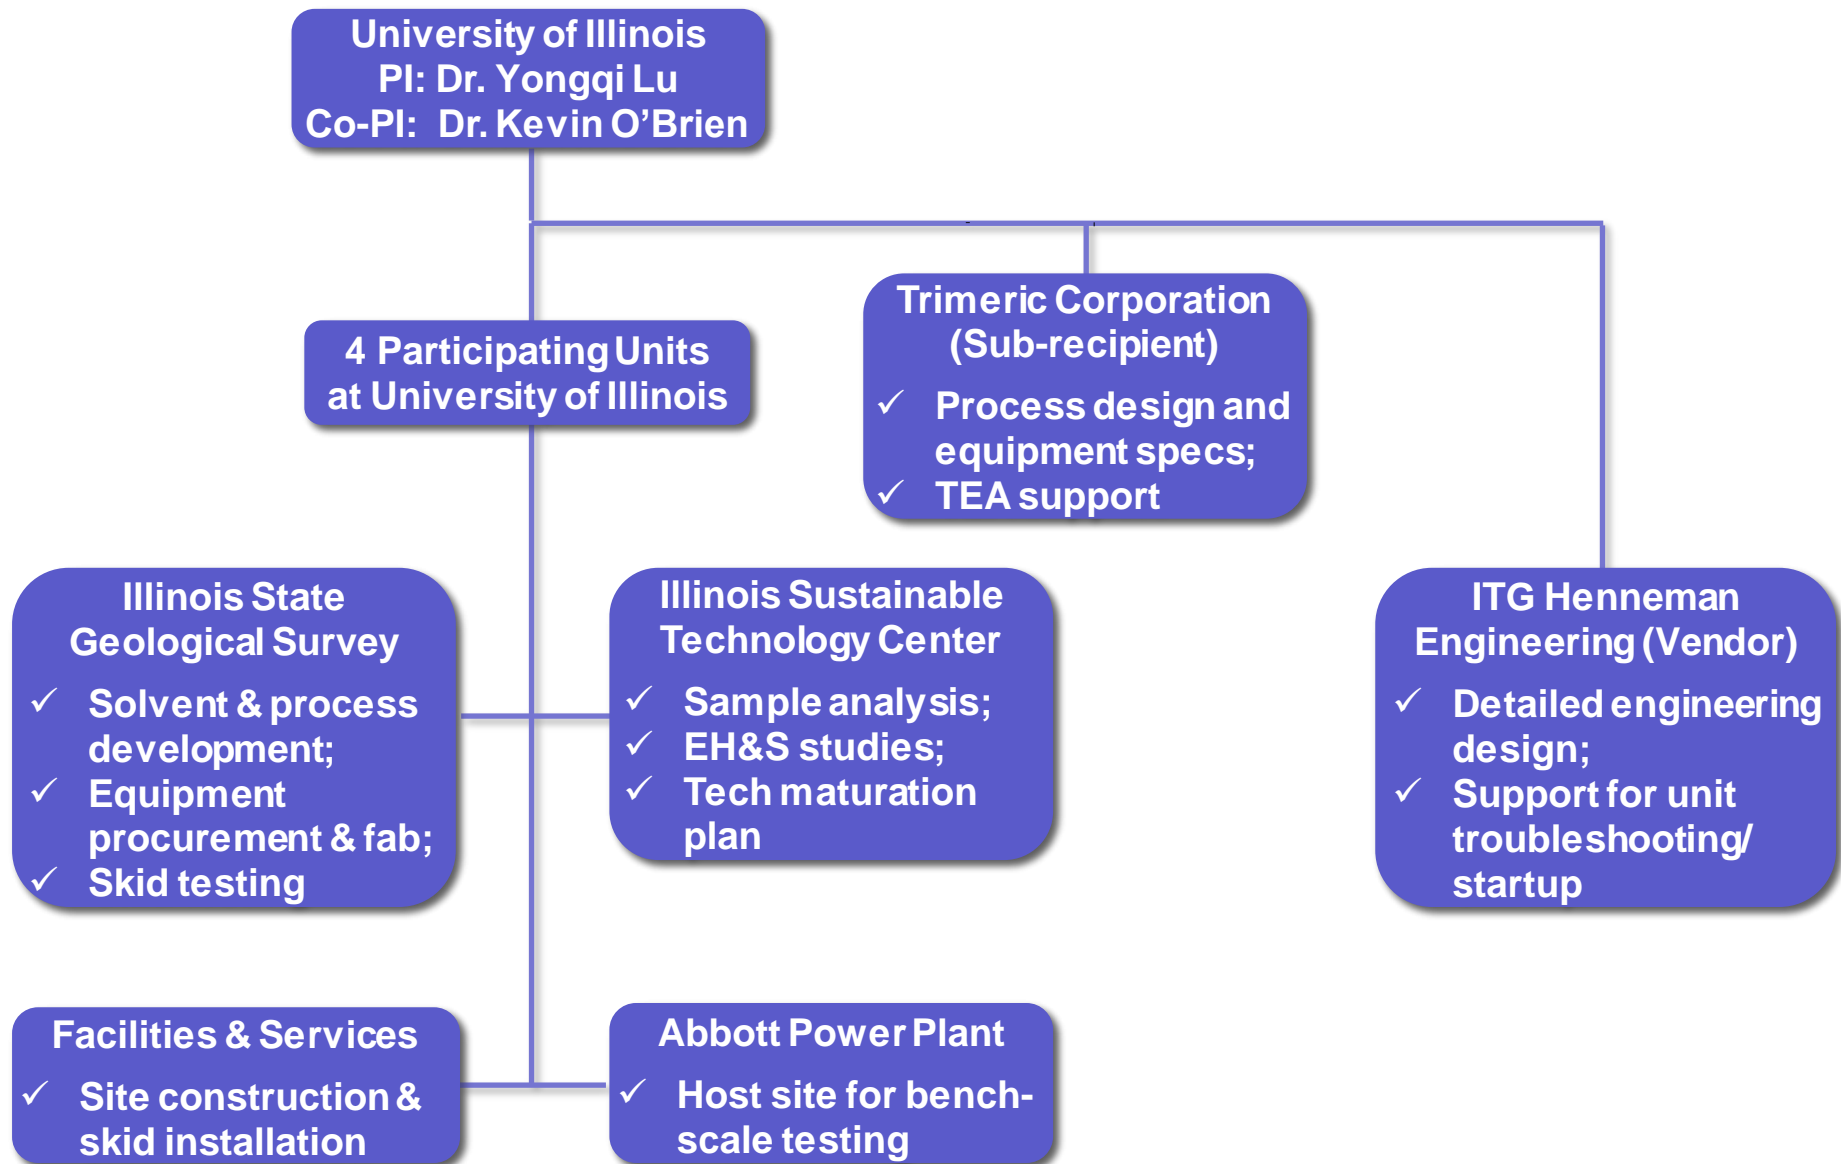 University of Illinois
PI: Dr. Yongqi Lu
Co-PI: Dr. Kevin O’Brien
4 Participating Units
at University of Illinois
Trimeric Corporation
(Sub-recipient)
✓ Process design and
equipment specs;
✓ TEA support
Illinois State
Geological Survey
✓ Solvent & process
development;
✓ Equipment
procurement & fab;
✓ Skid testing
Illinois Sustainable
Technology Center
✓ Sample analysis;
✓ EH&S studies;
✓ Tech maturation
plan
ITG Henneman
Engineering (Vendor)
✓ Detailed engineering
design;
✓ Support for unit
troubleshooting/
startup
Facilities & Services
✓ Site construction &
skid installation
Abbott Power Plant
✓ Host site for bench-
scale testing